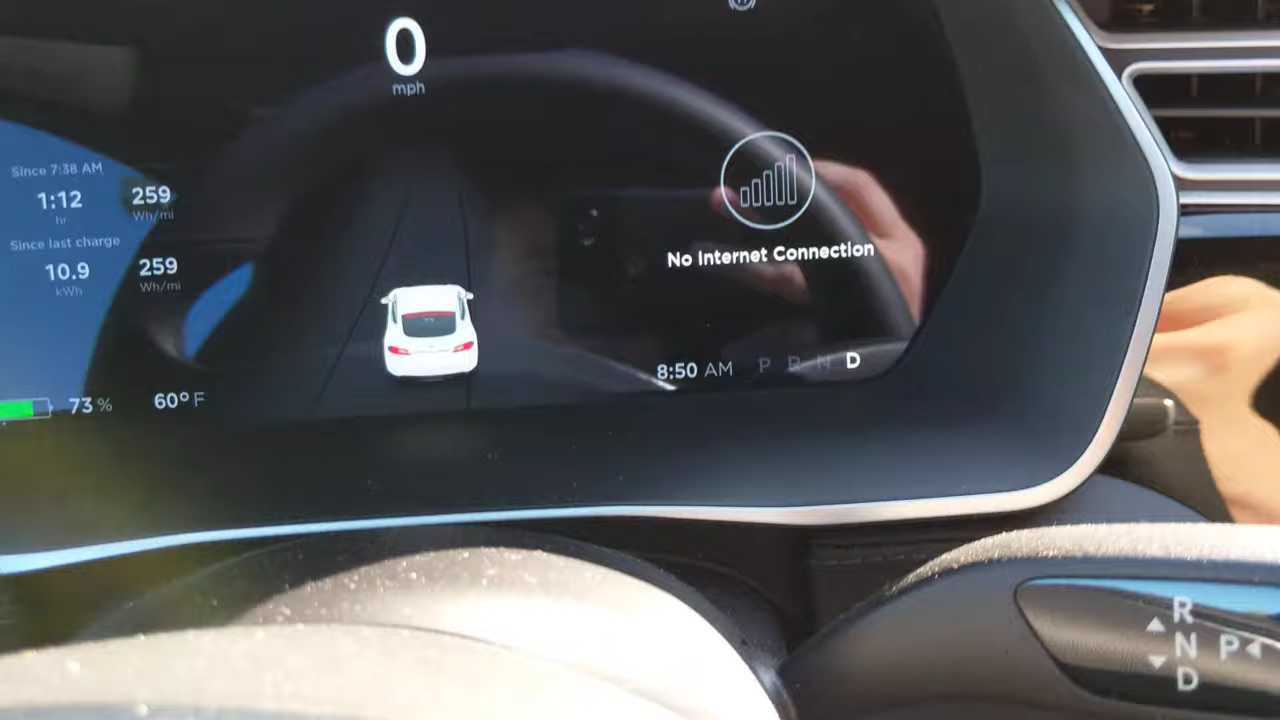 0
mph
Since 7:38 AM
1:12
hr
259
Wh/mi
Since last charge
10.9
kWh
259
Wh/mi
No Internet Connection
73 %
60° F
8:50 AM
P R N D
R
N P
D